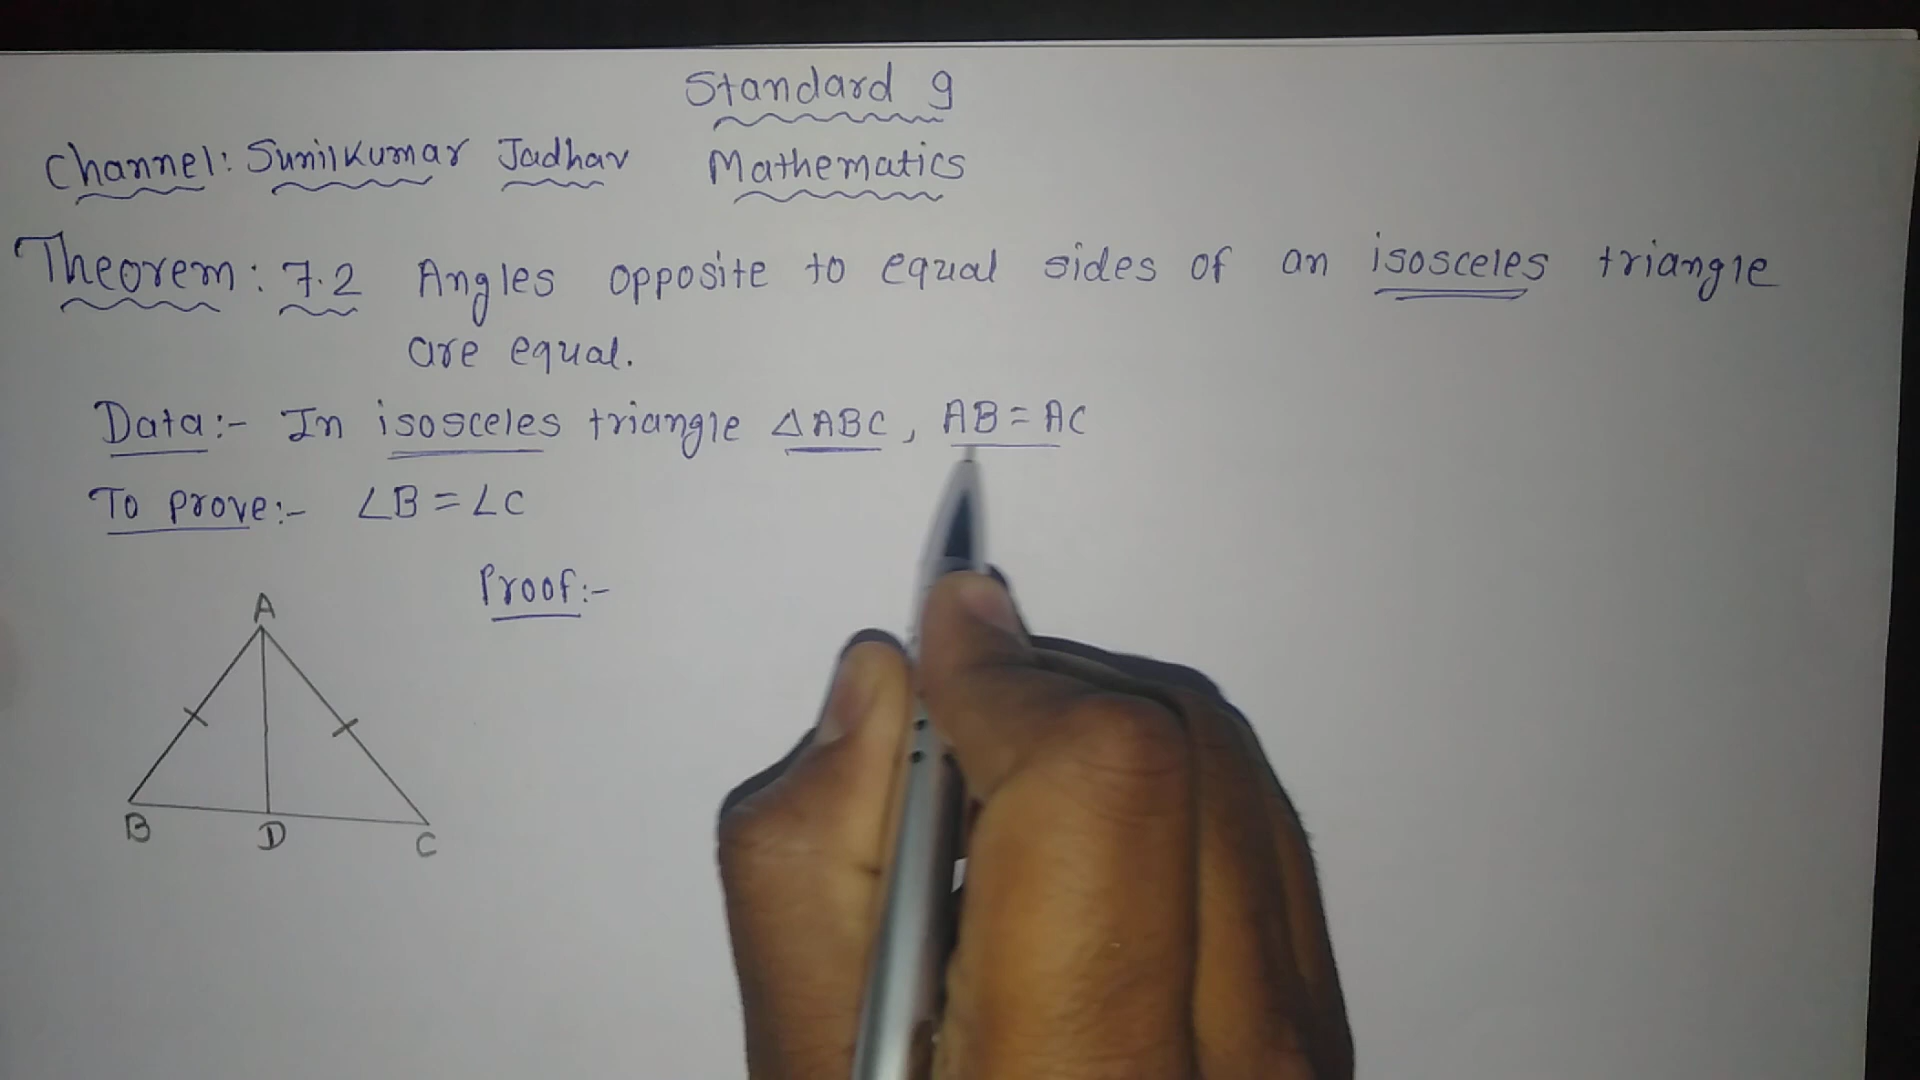 Standard 9
Channel: Sunilkumar Jadhav Mathematics
Theorem: 7.2 Angles opposite to equal sides of an isosceles triangle
are equal.
Data:- In isosceles triangle △ABC, AB = AC
To prove:- ∠B = ∠C
Proof:-
A
B
D
C